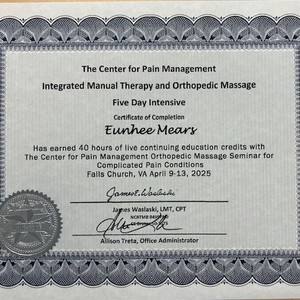 The Center for Pain Management
Integrated Manual Therapy and Orthopedic Massage
Five Day Intensive
Certificate of Completion
Eunhee Mears
Has earned 40 hours of live continuing education credits with
The Center for Pain Management Orthopedic Massage Seminar for
Complicated Pain Conditions
Falls Church, VA April 9-13, 2025
James Waslaski, LMT, CPT
NCBTMB
Allison Treta, Office Administrator